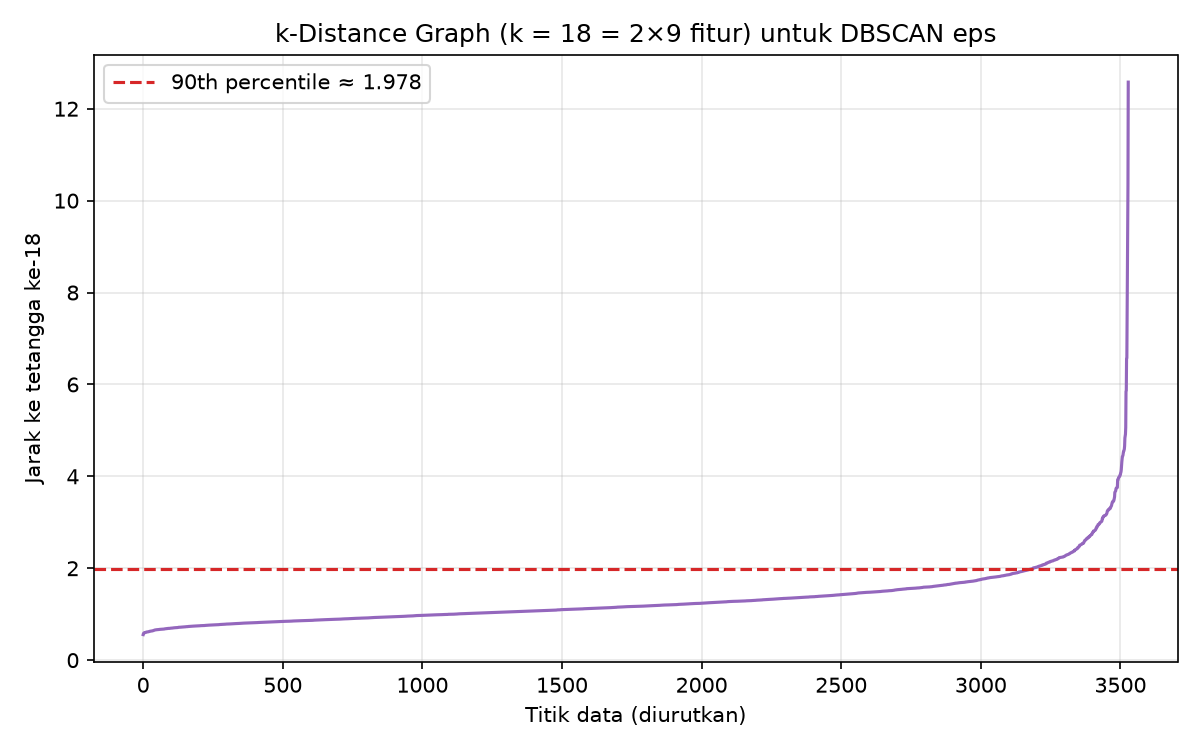 k-Distance Graph (k = 18 = 2×9 fitur) untuk DBSCAN eps
90th percentile ≈ 1.978
Jarak ke tetangga ke-18
12
10
8
6
4
2
0
0 500 1000 1500 2000 2500 3000 3500
Titik data (diurutkan)